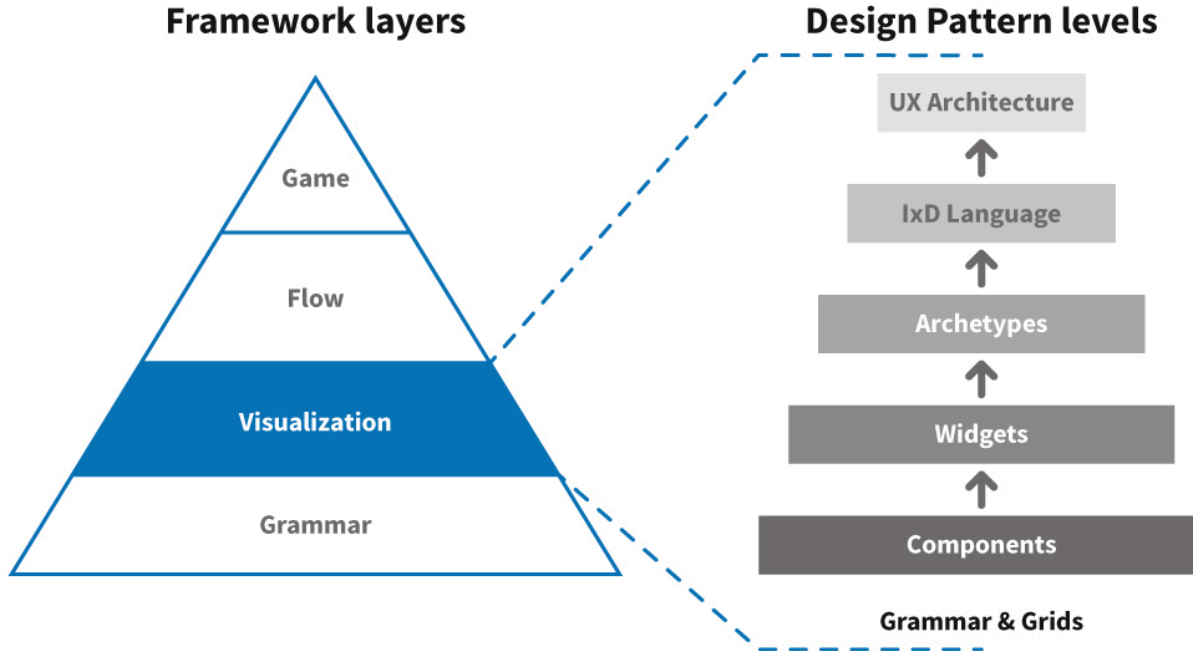 Framework layers
Game
Flow
Visualization
Grammar
Design Pattern levels
UX Architecture
IxD Language
Archetypes
Widgets
Components
Grammar & Grids